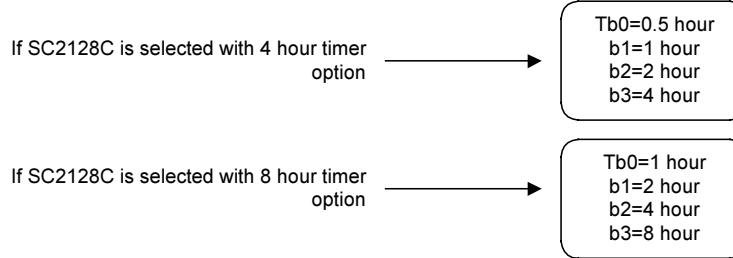 If SC2128C is selected with 4 hour timer
option
Tb0=0.5 hour
b1=1 hour
b2=2 hour
b3=4 hour
If SC2128C is selected with 8 hour timer
option
Tb0=1 hour
b1=2 hour
b2=4 hour
b3=8 hour